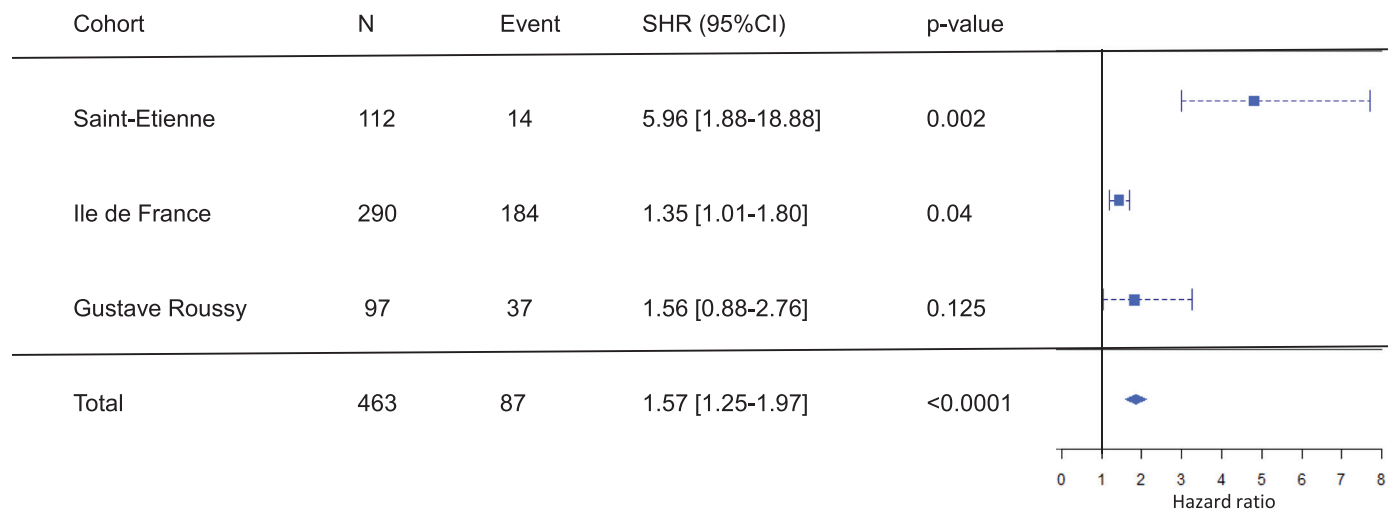 Cohort N Event SHR (95%CI) p-value
Saint-Etienne 112 14 5.96 [1.88-18.88] 0.002
Ile de France 290 184 1.35 [1.01-1.80] 0.04
Gustave Roussy 97 37 1.56 [0.88-2.76] 0.125
Total 463 87 1.57 [1.25-1.97] <0.0001
0 1 2 3 4 5 6 7 8
Hazard ratio